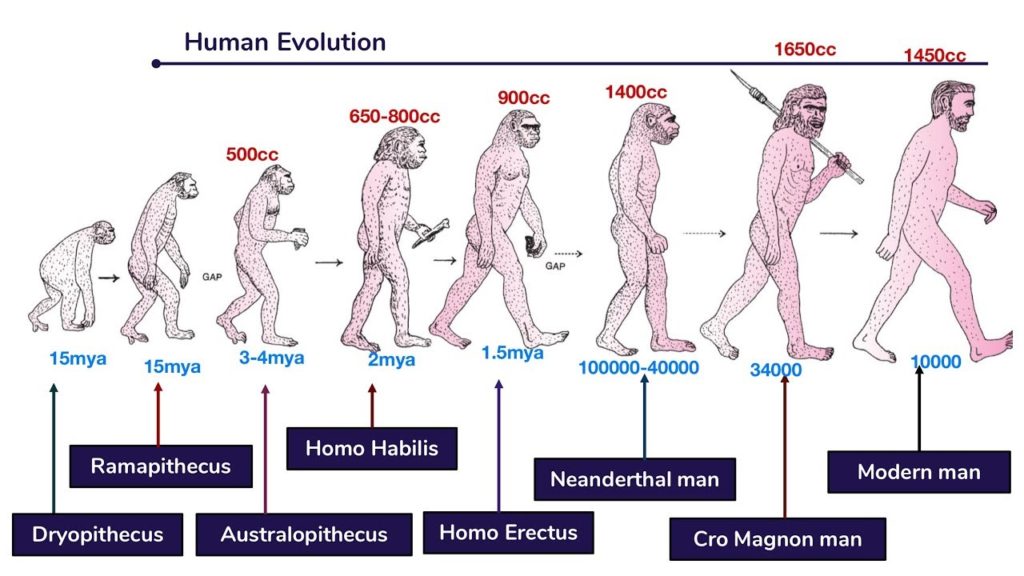 Human Evolution
1650cc
1450cc
1400cc
900cc
650-800cc
500cc
GAP
GAP
15mya
15mya
3-4mya
2mya
1.5mya
100000-40000
34000
10000
Ramapithecus
Homo Habilis
Neanderthal man
Modern man
Dryopithecus
Australopithecus
Homo Erectus
Cro Magnon man